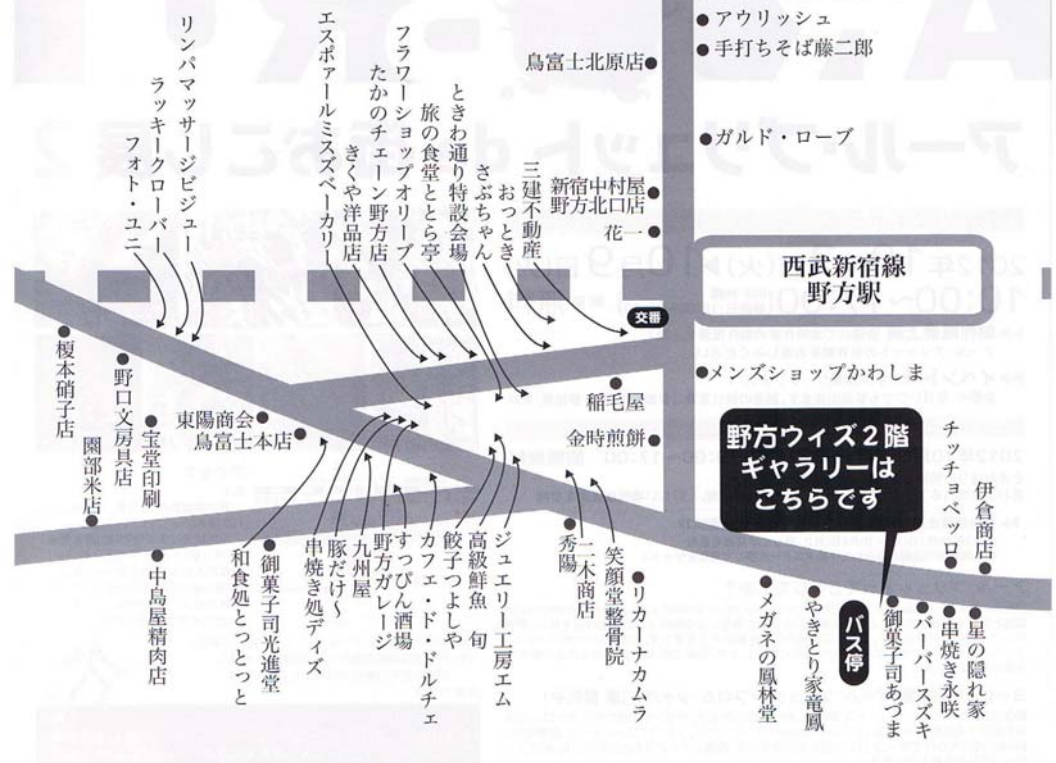 アウリッシュ
手打ちそば藤二郎
鳥富士北原店
ガルド・ローブ
新宿中村屋
野方北口店
花一
西武新宿線
野方駅
交番
リンパマッサージビジュー
ラッキークローバー
フォト・ユニ
エスポァールミスズベーカリー
きくや洋品店
たかのチェーン野方店
フラワーショップオリーブ
旅の食堂ととら亭
ときわ通り特設会場
さぶちゃん
おっとき
三建不動産
メンズショップかわしま
稲毛屋
金時煎餅
東陽商会
鳥富士本店
榎本硝子店
野口文房具店
宝堂印刷
園部米店
中島屋精肉店
御菓子司光進堂
和食処とっとっと
串焼き処ディズ
豚だけ～
九州屋
野方ガレージ
すっぴん酒場
カフェ・ド・ドルチェ
餃子つよしや
高級鮮魚 旬
ジュエリー工房エム
秀陽
二木商店
笑顔堂整骨院
リカーナカムラ
野方ウィズ2階
ギャラリーは
こちらです
チッチョベッロ
伊倉商店
メガネの鳳林堂
やきとり家竜鳳
バス停
御菓子司あづま
バーバースズキ
串焼き永咲
星の隠れ家